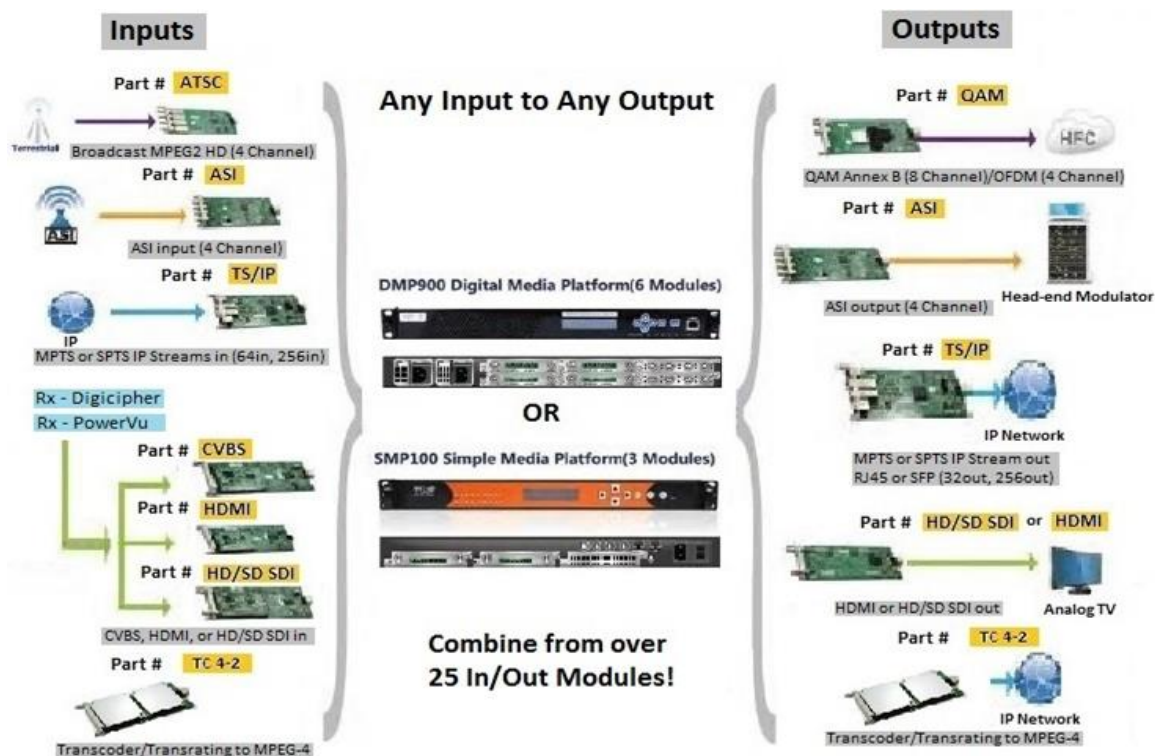 Inputs
Part # ATSC
Terrestrial
Broadcast MPEG2 HD (4 Channel)
Part # ASI
ASI
ASI input (4 Channel)
Part # TS/IP
IP
MPTS or SPTS IP Streams in (64in, 256in)
Rx - Digicipher
Rx - PowerVu
Part # CVBS
Part # HDMI
Part # HD/SD SDI
CVBS, HDMI, or HD/SD SDI in
Part # TC 4-2
Transcoder/Transrating to MPEG-4
Any Input to Any Output
DMP900 Digital Media Platform(6 Modules)
OR
SMP100 Simple Media Platform(3 Modules)
Combine from over
25 In/Out Modules!
Outputs
Part # QAM
HFC
QAM Annex B (8 Channel)/OFDM (4 Channel)
Part # ASI
ASI output (4 Channel)
Head-end Modulator
Part # TS/IP
IP Network
MPTS or SPTS IP Stream out
RJ45 or SFP (32out, 256out)
Part # HD/SD SDI or HDMI
HDMI or HD/SD SDI out
Analog TV
Part # TC 4-2
IP Network
Transcoder/Transrating to MPEG-4